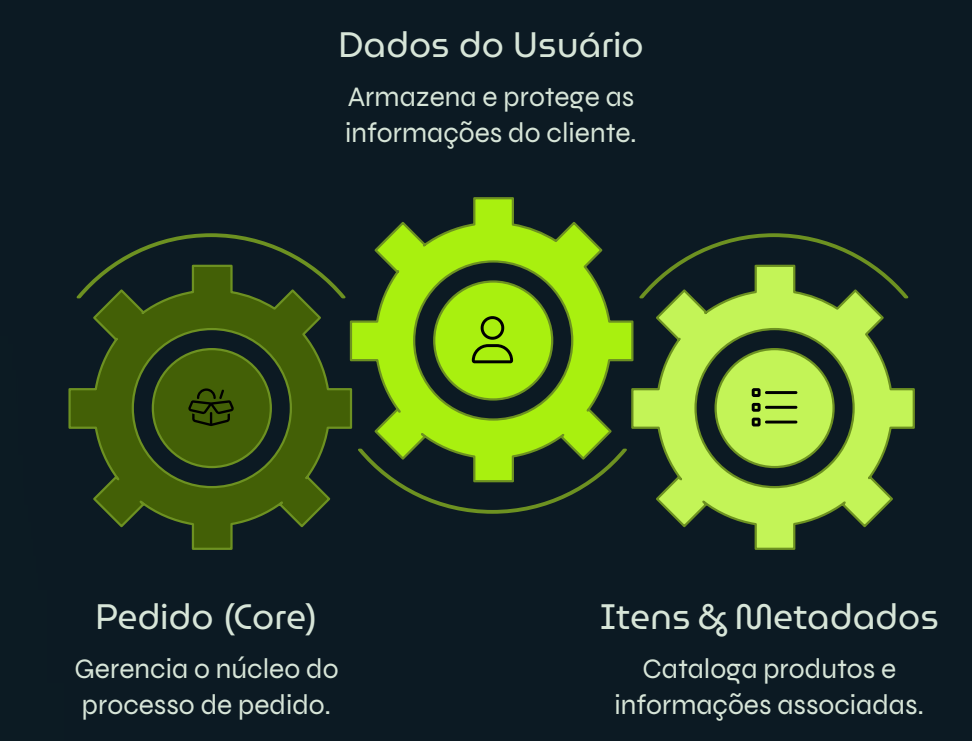 Dados do Usuário
Armazena e protege as
informações do cliente.
Pedido (Core)
Gerencia o núcleo do
processo de pedido.
Itens & Metadados
Cataloga produtos e
informações associadas.